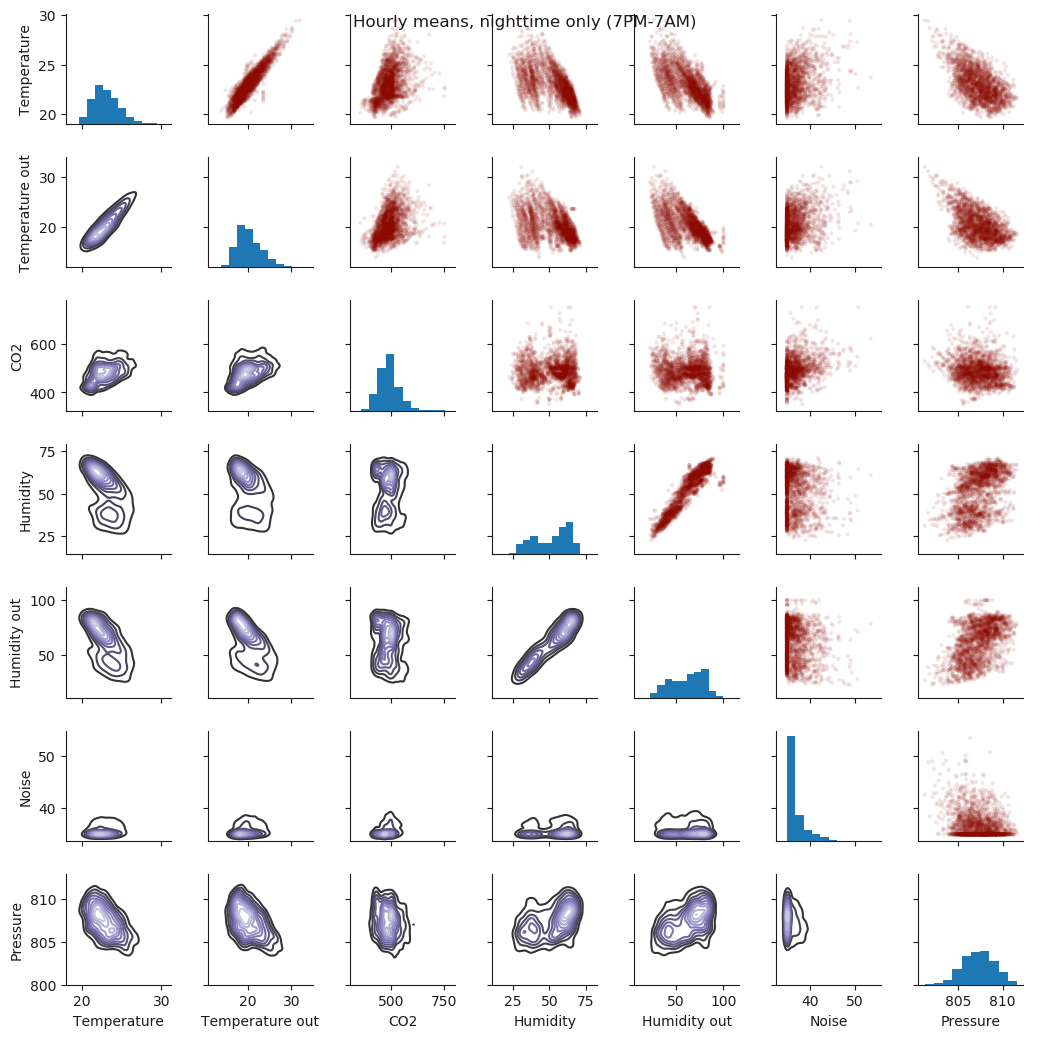 Hourly means, nighttime only (7PM-7AM)
30
25
20
Temperature
30
20
Temperature out
600
400
CO2
75
50
25
Humidity
100
50
Humidity out
50
40
Noise
810
805
800
Pressure
20 30 20 30 500 750 25 50 75 50 100 40 50 805 810
Temperature Temperature out CO2 Humidity Humidity out Noise Pressure